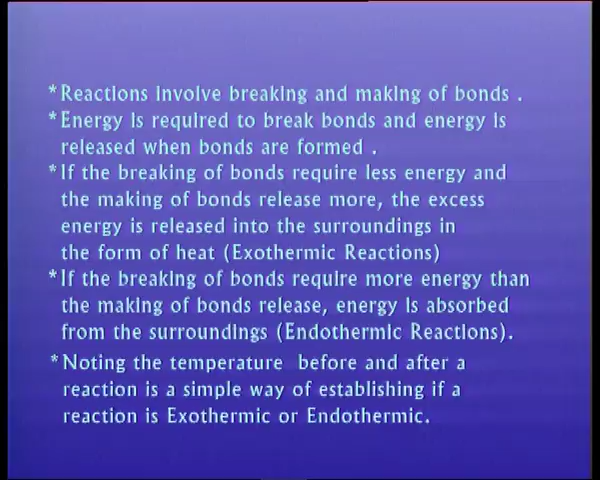 *Reactions involve breaking and making of bonds .
*Energy is required to break bonds and energy is
released when bonds are formed .
*If the breaking of bonds require less energy and
the making of bonds release more, the excess
energy is released into the surroundings in
the form of heat (Exothermic Reactions)
*If the breaking of bonds require more energy than
the making of bonds release, energy is absorbed
from the surroundings (Endothermic Reactions).
*Noting the temperature before and after a
reaction is a simple way of establishing if a
reaction is Exothermic or Endothermic.